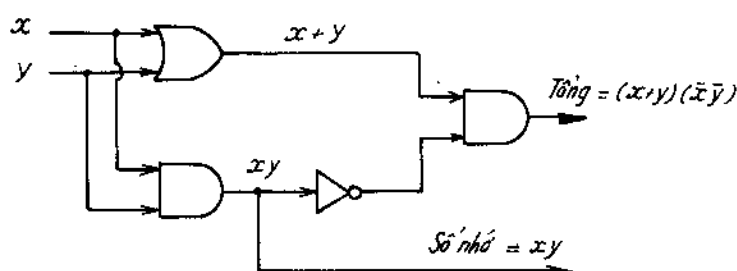 x
x + y
y
Tổng = (x+y)(x̄ȳ)
xy
Số nhớ = xy